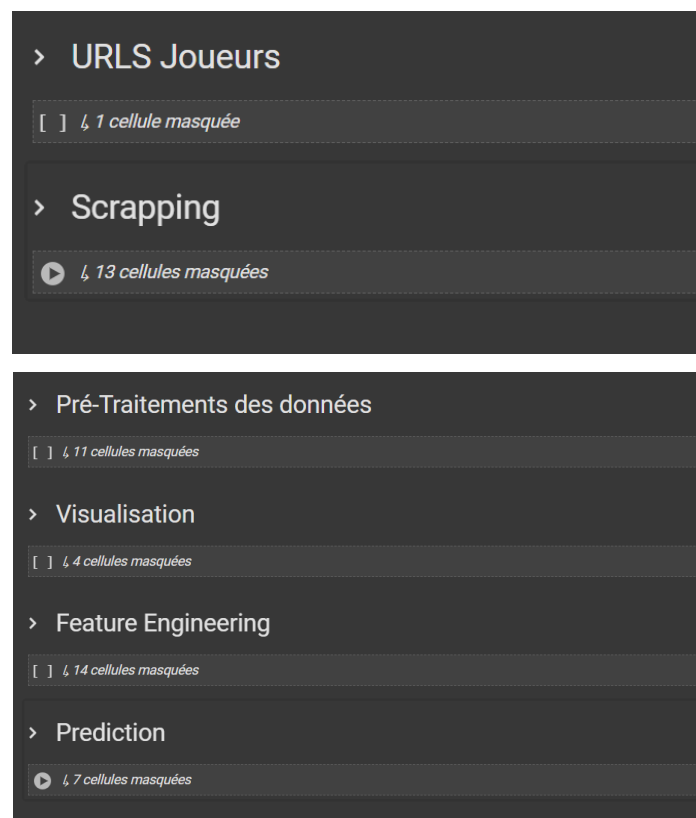 URLS Joueurs
[ ] ↳ 1 cellule masquée
Scrapping
↳ 13 cellules masquées
Pré-Traitements des données
[ ] ↳ 11 cellules masquées
Visualisation
[ ] ↳ 4 cellules masquées
Feature Engineering
[ ] ↳ 14 cellules masquées
Prediction
↳ 7 cellules masquées